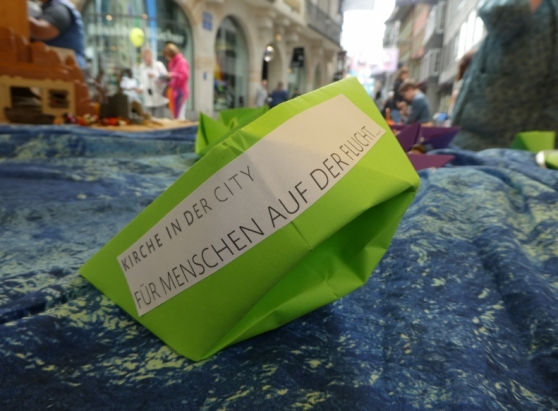 KIRCHE IN DER CITY
FÜR MENSCHEN AUF DER FLUCHT...